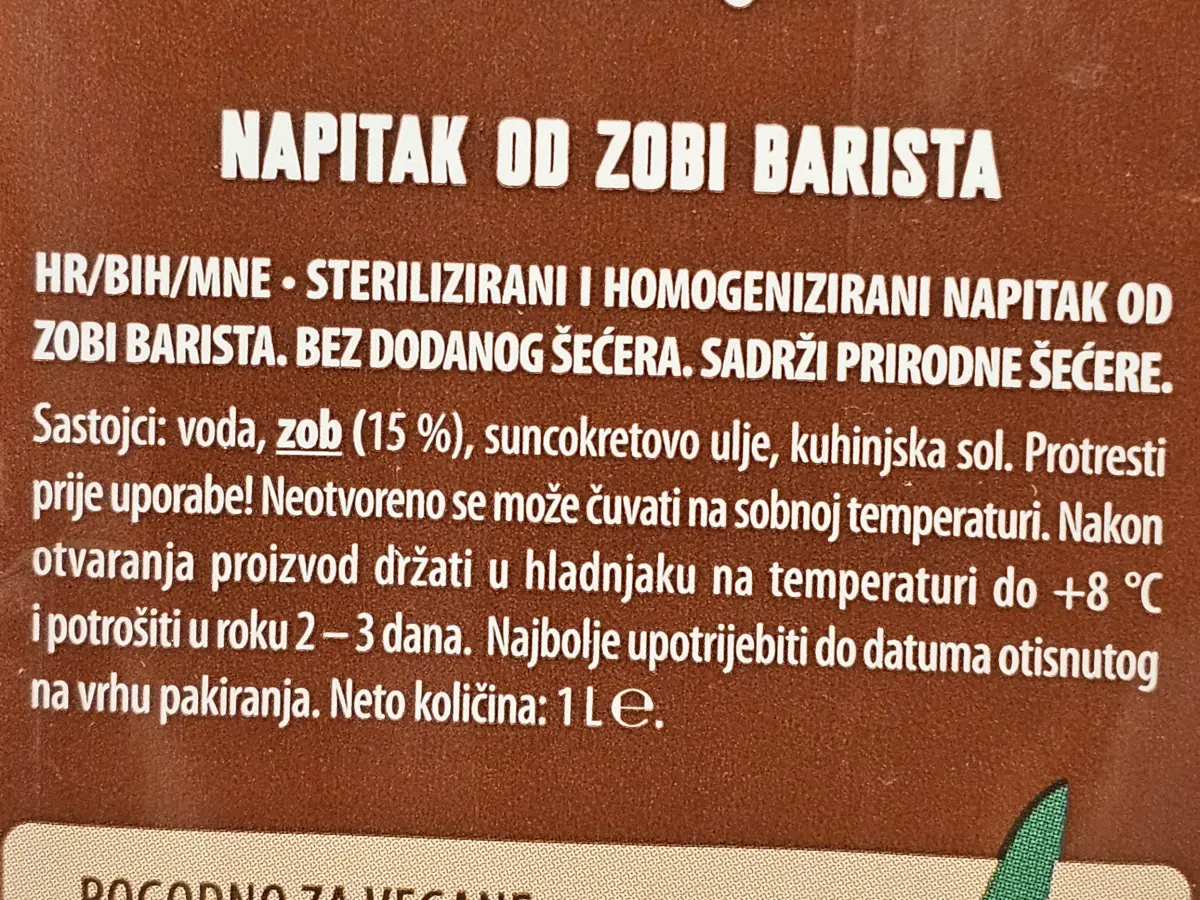 NAPITAK OD ZOBI BARISTA
HR/BIH/MNE • STERILIZIRANI I HOMOGENIZIRANI NAPITAK OD
ZOBI BARISTA. BEZ DODANOG ŠEĆERA. SADRŽI PRIRODNE ŠEĆERE.
Sastojci: voda, zob (15 %), suncokretovo ulje, kuhinjska sol. Protresti
prije uporabe! Neotvoreno se može čuvati na sobnoj temperaturi. Nakon
otvaranja proizvod držati u hladnjaku na temperaturi do +8 °C
i potrošiti u roku 2 – 3 dana. Najbolje upotrijebiti do datuma otisnutog
na vrhu pakiranja. Neto količina: 1 L ℮.
POGODNO ZA VEGANE